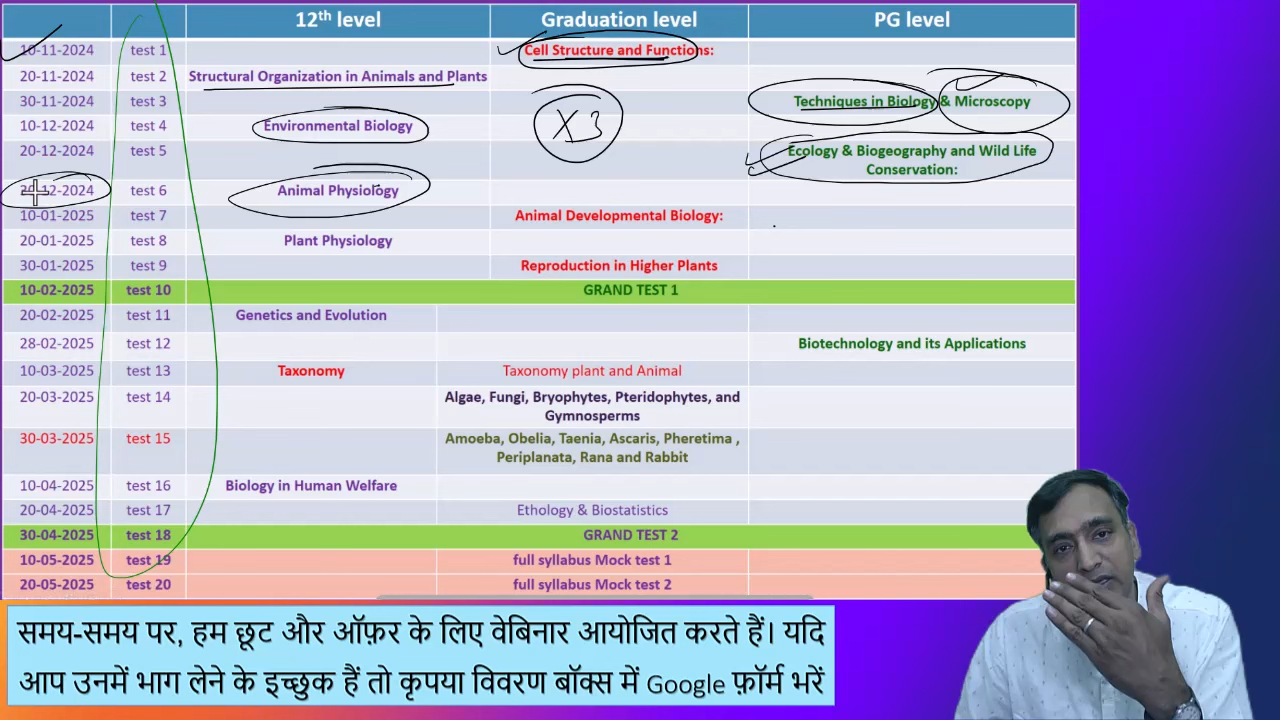 12th level Graduation level PG level
10-11-2024 test 1 Cell Structure and Functions:
20-11-2024 test 2 Structural Organization in Animals and Plants
30-11-2024 test 3 Techniques in Biology & Microscopy
10-12-2024 test 4 Environmental Biology
X3
20-12-2024 test 5 Ecology & Biogeography and Wild Life
Conservation:
12-2024 test 6 Animal Physiology
10-01-2025 test 7 Animal Developmental Biology:
20-01-2025 test 8 Plant Physiology
30-01-2025 test 9 Reproduction in Higher Plants
10-02-2025 test 10 GRAND TEST 1
20-02-2025 test 11 Genetics and Evolution
28-02-2025 test 12 Biotechnology and its Applications
10-03-2025 test 13 Taxonomy Taxonomy plant and Animal
20-03-2025 test 14 Algae, Fungi, Bryophytes, Pteridophytes, and
Gymnosperms
30-03-2025 test 15 Amoeba, Obelia, Taenia, Ascaris, Pheretima ,
Periplanata, Rana and Rabbit
10-04-2025 test 16 Biology in Human Welfare
20-04-2025 test 17 Ethology & Biostatistics
30-04-2025 test 18 GRAND TEST 2
10-05-2025 test 19 full syllabus Mock test 1
20-05-2025 test 20 full syllabus Mock test 2
समय-समय पर, हम छूट और ऑफ़र के लिए वेबिनार आयोजित करते हैं। यदि
आप उनमें भाग लेने के इच्छुक हैं तो कृपया विवरण बॉक्स में Google फ़ॉर्म भरें